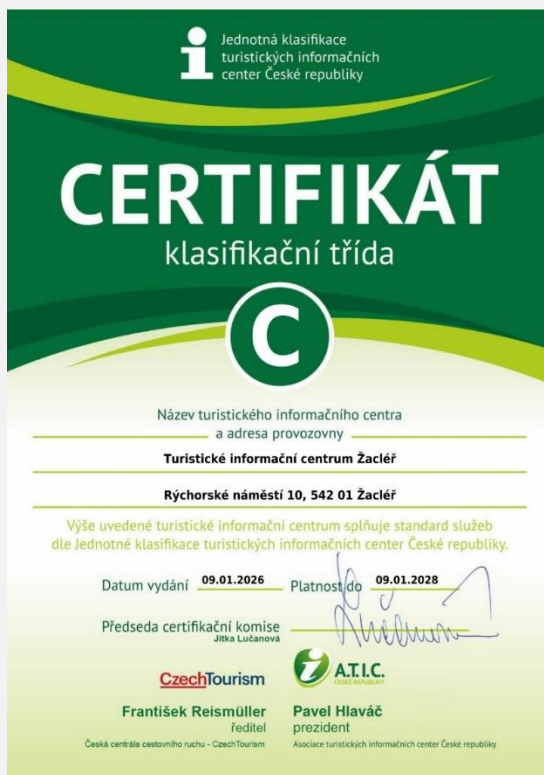 Jednotná klasifikace
turistických informačních
center České republiky
CERTIFIKÁT
klasifikační třída
C
Název turistického informačního centra
a adresa provozovny
Turistické informační centrum Žacléř
Rýchorské náměstí 10, 542 01 Žacléř
Výše uvedené turistické informační centrum splňuje standard služeb
dle Jednotné klasifikace turistických informačních center České republiky.
Datum vydání 09.01.2026 Platnost do 09.01.2028
Předseda certifikační komise
Jitka Lučanová
CzechTourism
A.T.I.C.
ČESKÉ REPUBLIKY
František Reismüller
ředitel
Česká centrála cestovního ruchu - CzechTourism
Pavel Hlaváč
prezident
Asociace turistických informačních center České republiky